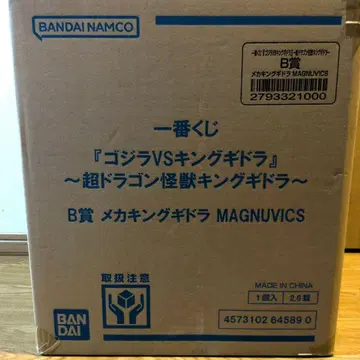 BANDAI NAMCO
B賞
メカキングギドラ MAGNUVICS
2793321000
一番くじ
『ゴジラVSキングギドラ』
～超ドラゴン怪獣キングギドラ～
B賞 メカキングギドラ MAGNUVICS
取扱注意
MADE IN CHINA
1個入
BAN
DAI
4573102 64589 0